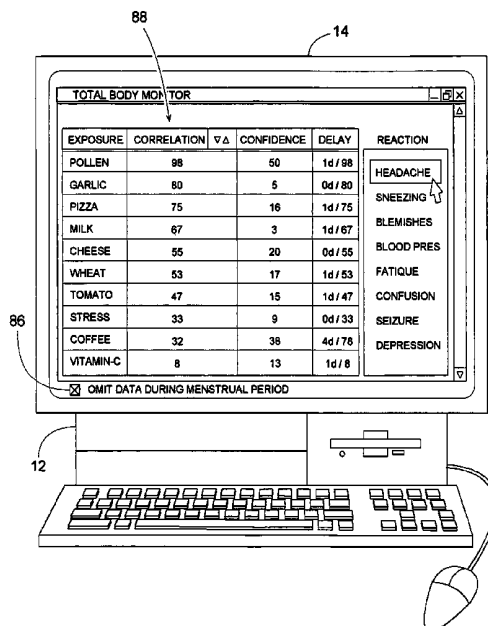 88
14
TOTAL BODY MONITOR
EXPOSURE CORRELATION ▽△ CONFIDENCE DELAY REACTION
POLLEN 98 50 1d / 98
HEADACHE
GARLIC 80 5 0d / 80
SNEEZING
PIZZA 75 16 1d / 75
BLEMISHES
MILK 67 3 1d / 67
BLOOD PRES
CHEESE 55 20 0d / 55
WHEAT 53 17 1d / 53
FATIQUE
TOMATO 47 15 1d / 47
CONFUSION
STRESS 33 9 0d / 33
SEIZURE
COFFEE 32 38 4d / 78
DEPRESSION
VITAMIN-C 8 13 1d / 8
86
OMIT DATA DURING MENSTRUAL PERIOD
12